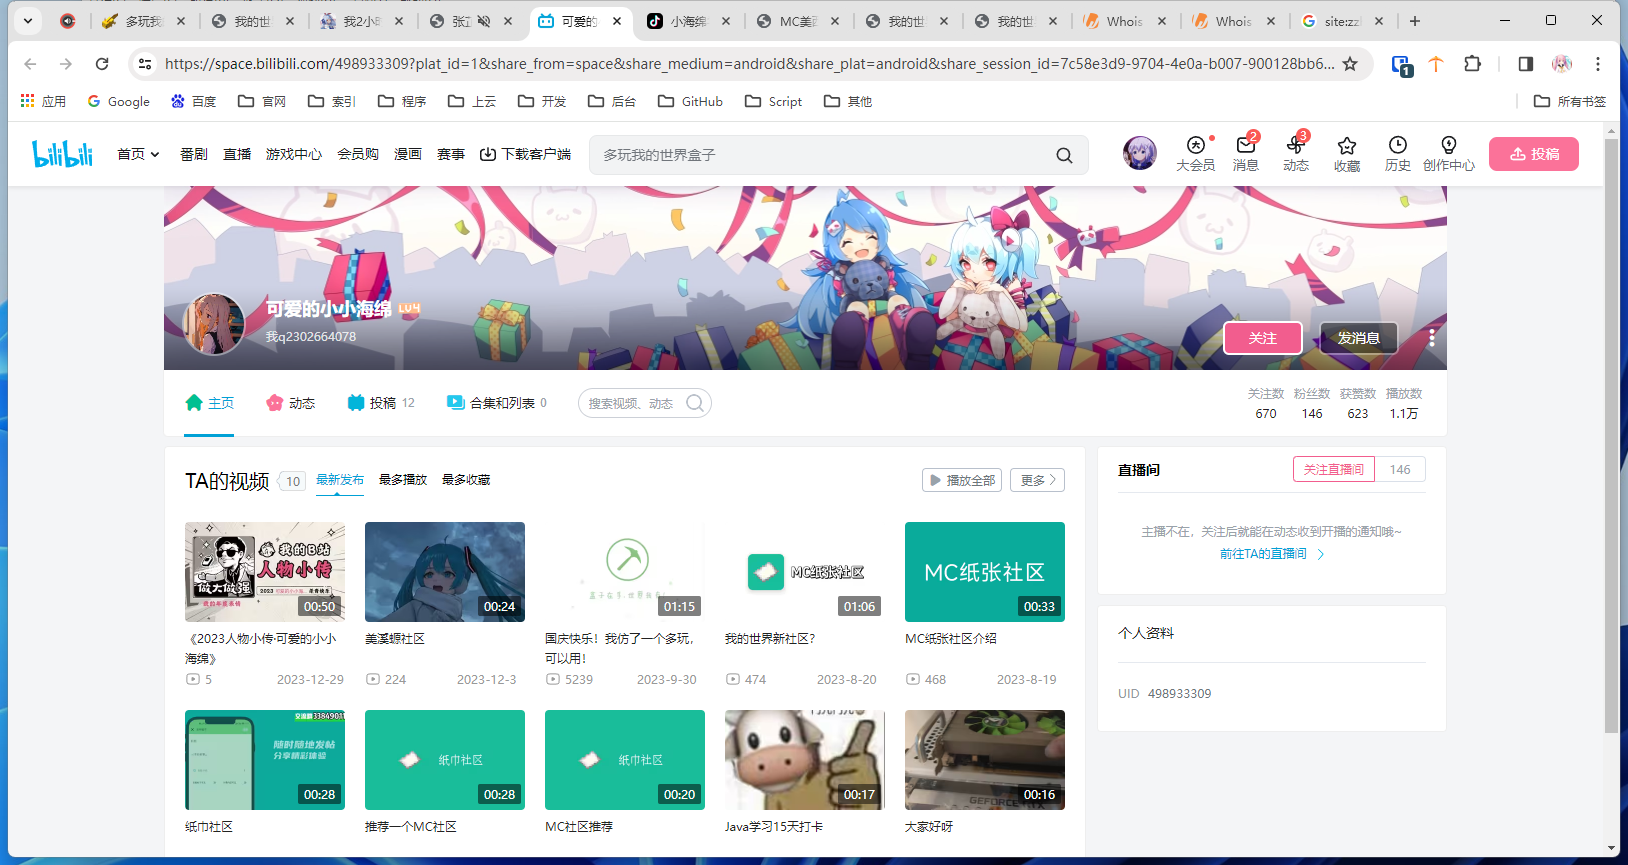 多玩我
我的世
我2小时
张立
可爱的
小海绵
MC美西
我的世
我的世
Whois
Whois
site:zzl
https://space.bilibili.com/498933309?plat_id=1&share_from=space&share_medium=android&share_plat=android&share_session_id=7c58e3d9-9704-4e0a-b007-900128bb6...
1
应用
Google
百度
官网
索引
程序
上云
开发
后台
GitHub
Script
其他
所有书签
bilibili
首页
番剧
直播
游戏中心
会员购
漫画
赛事
下载客户端
多玩我的世界盒子
大会员
2
消息
3
动态
收藏
历史
创作中心
投稿
可爱的小小海绵 LV4
我q2302664078
关注
发消息
主页
动态
投稿 12
合集和列表 0
搜索视频、动态
关注数 粉丝数 获赞数 播放数
670 146 623 1.1万
TA的视频 10 最新发布 最多播放 最多收藏
播放全部
更多
我的B站
人物小传
做大做强
00:50
00:24
01:15
MC纸张社区
01:06
MC纸张社区
00:33
《2023人物小传·可爱的小小海绵》
5 2023-12-29
美溪螈社区
224 2023-12-3
国庆快乐！我仿了一个多玩，可以用！
5239 2023-9-30
我的世界新社区？
474 2023-8-20
MC纸张社区介绍
468 2023-8-19
随时随地发帖
分享精彩体验
00:28
纸巾社区
00:28
纸巾社区
00:20
00:17
GEFORCE RTX
00:16
纸巾社区
推荐一个MC社区
MC社区推荐
Java学习15天打卡
大家好呀
直播间
关注直播间 146
主播不在，关注后就能在动态收到开播的通知哦~
前往TA的直播间
个人资料
UID 498933309